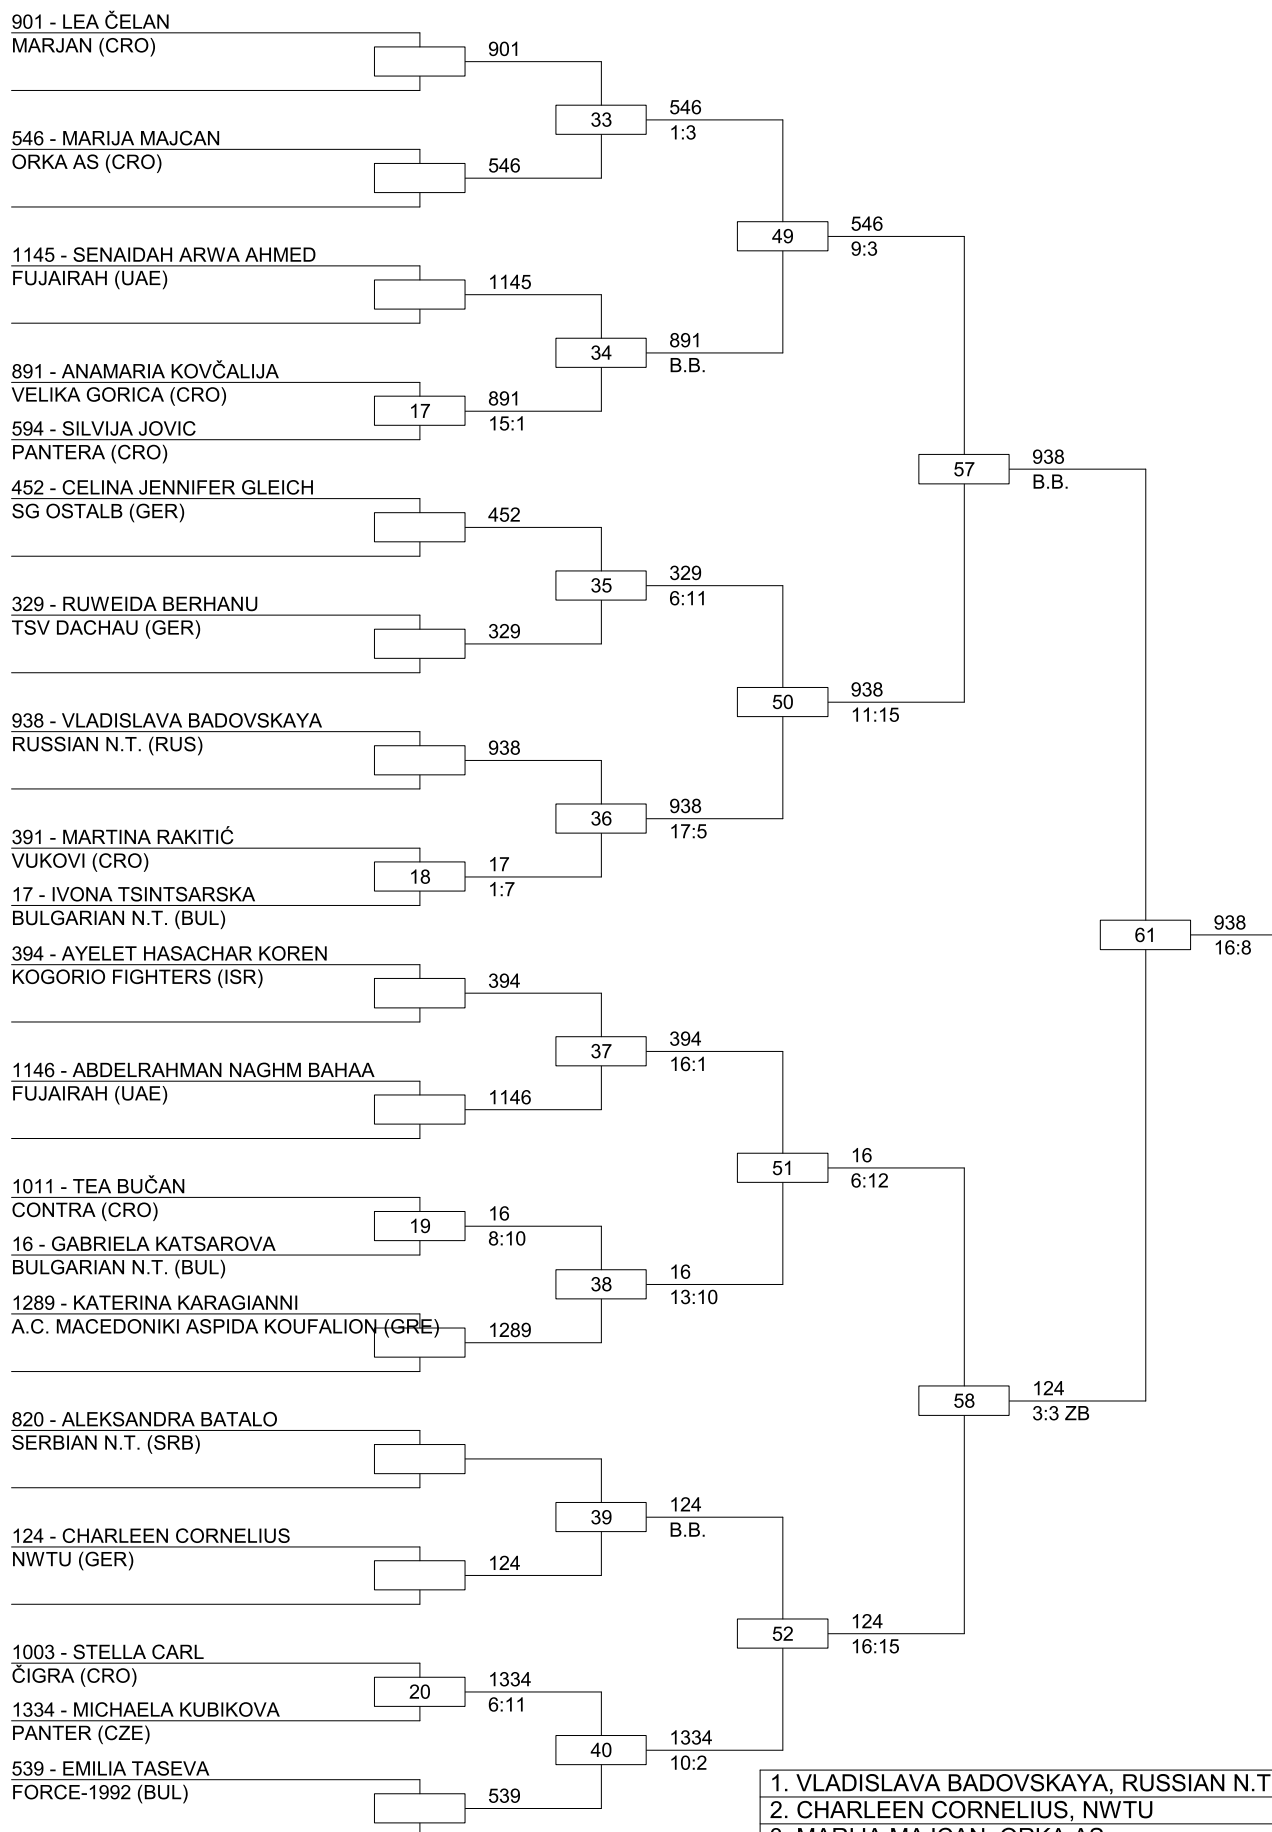 901 - LEA ČELAN
MARJAN (CRO)
901
33
546
1:3
546 - MARIJA MAJCAN
ORKA AS (CRO)
546
49
546
9:3
1145 - SENAIDAH ARWA AHMED
FUJAIRAH (UAE)
1145
34
891
B.B.
891 - ANAMARIA KOVČALIJA
VELIKA GORICA (CRO)
17
891
15:1
594 - SILVIJA JOVIC
PANTERA (CRO)
57
938
B.B.
452 - CELINA JENNIFER GLEICH
SG OSTALB (GER)
452
35
329
6:11
329 - RUWEIDA BERHANU
TSV DACHAU (GER)
329
50
938
11:15
938 - VLADISLAVA BADOVSKAYA
RUSSIAN N.T. (RUS)
938
36
938
17:5
391 - MARTINA RAKITIĆ
VUKOVI (CRO)
18
17
1:7
17 - IVONA TSINTSARSKA
BULGARIAN N.T. (BUL)
61
938
16:8
394 - AYELET HASACHAR KOREN
KOGORIO FIGHTERS (ISR)
394
37
394
16:1
1146 - ABDELRAHMAN NAGHM BAHAA
FUJAIRAH (UAE)
1146
51
16
6:12
1011 - TEA BUČAN
CONTRA (CRO)
19
16
8:10
16 - GABRIELA KATSAROVA
BULGARIAN N.T. (BUL)
38
16
13:10
1289 - KATERINA KARAGIANNI
A.C. MACEDONIKI ASPIDA KOUFALION (GRE)
1289
58
124
3:3 ZB
820 - ALEKSANDRA BATALO
SERBIAN N.T. (SRB)
39
124
B.B.
124 - CHARLEEN CORNELIUS
NWTU (GER)
124
52
124
16:15
1003 - STELLA CARL
ČIGRA (CRO)
20
1334
6:11
1334 - MICHAELA KUBIKOVA
PANTER (CZE)
40
1334
10:2
539 - EMILIA TASEVA
FORCE-1992 (BUL)
539
1. VLADISLAVA BADOVSKAYA, RUSSIAN N.T
2. CHARLEEN CORNELIUS, NWTU
3. MARIJA MAJCAN, ORKA AS